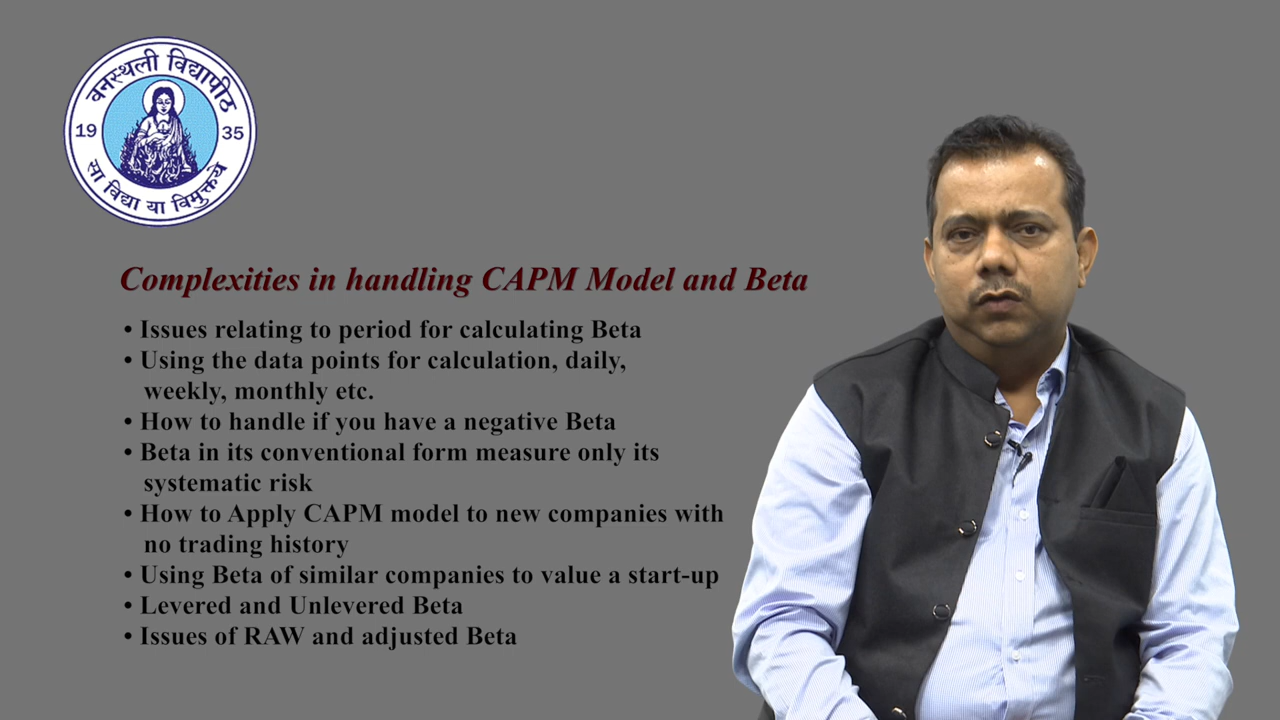 वनस्थली विद्यापीठ
19 35
सा विद्या या विमुक्तये
Complexities in handling CAPM Model and Beta
• Issues relating to period for calculating Beta
• Using the data points for calculation, daily,
weekly, monthly etc.
• How to handle if you have a negative Beta
• Beta in its conventional form measure only its
systematic risk
• How to Apply CAPM model to new companies with
no trading history
• Using Beta of similar companies to value a start-up
• Levered and Unlevered Beta
• Issues of RAW and adjusted Beta